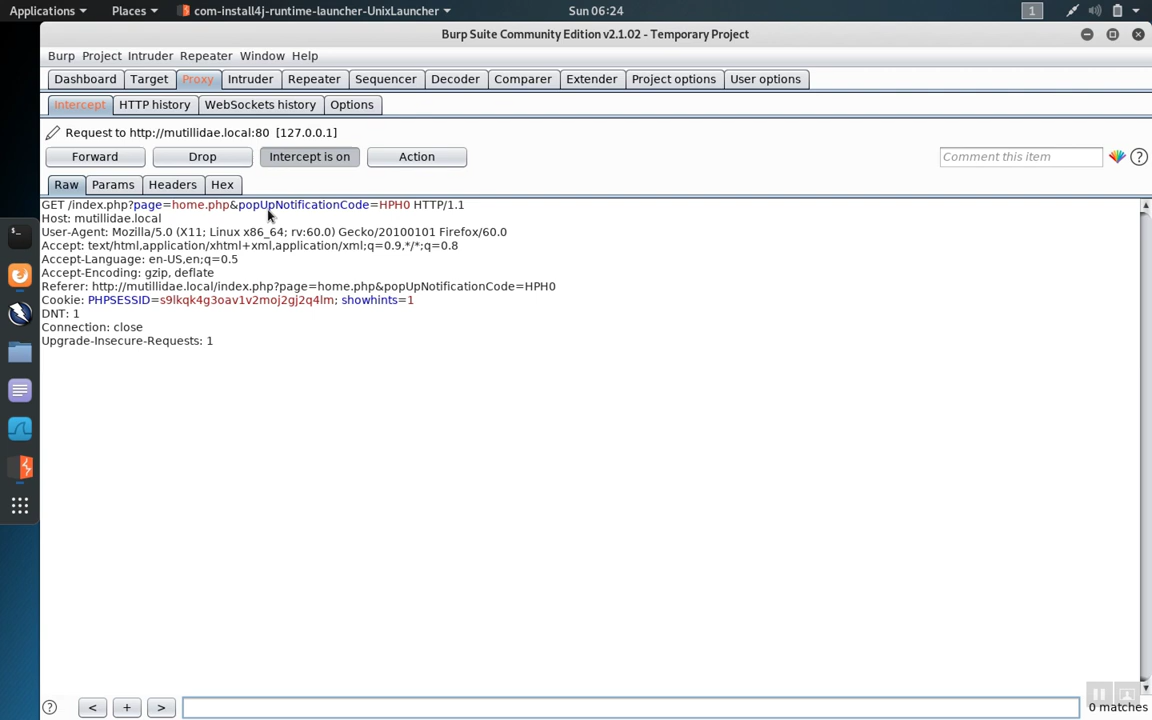 Applications Places com-install4j-runtime-launcher-UnixLauncher Sun 06:24 1
Burp Suite Community Edition v2.1.02 - Temporary Project
Burp Project Intruder Repeater Window Help
Dashboard Target Proxy Intruder Repeater Sequencer Decoder Comparer Extender Project options User options
Intercept HTTP history WebSockets history Options
Request to http://mutillidae.local:80 [127.0.0.1]
Forward Drop Intercept is on Action Comment this item ?
Raw Params Headers Hex
GET /index.php?page=home.php&popUpNotificationCode=HPH0 HTTP/1.1
Host: mutillidae.local
User-Agent: Mozilla/5.0 (X11; Linux x86_64; rv:60.0) Gecko/20100101 Firefox/60.0
Accept: text/html,application/xhtml+xml,application/xml;q=0.9,*/*;q=0.8
Accept-Language: en-US,en;q=0.5
Accept-Encoding: gzip, deflate
Referer: http://mutillidae.local/index.php?page=home.php&popUpNotificationCode=HPH0
Cookie: PHPSESSID=s9lkqk4g3oav1v2moj2gj2q4lm; showhints=1
DNT: 1
Connection: close
Upgrade-Insecure-Requests: 1
? < + > 0 matches